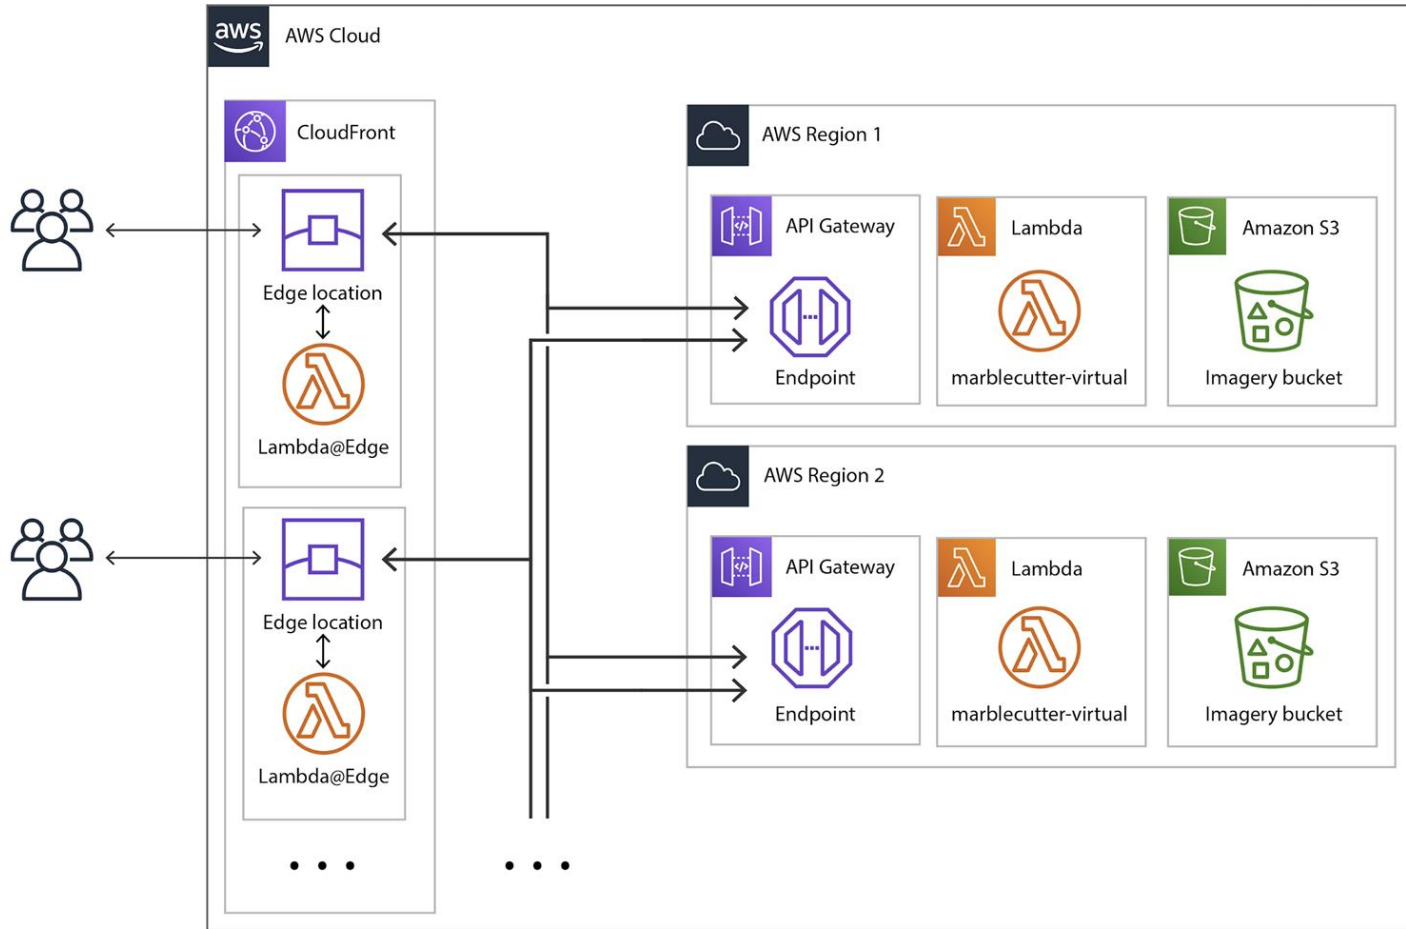 aws
AWS Cloud
CloudFront
Edge location
Lambda@Edge
Edge location
Lambda@Edge
• • •
• • •
AWS Region 1
API Gateway
</>
Endpoint
Lambda
marblecutter-virtual
Amazon S3
Imagery bucket
AWS Region 2
API Gateway
</>
Endpoint
Lambda
marblecutter-virtual
Amazon S3
Imagery bucket